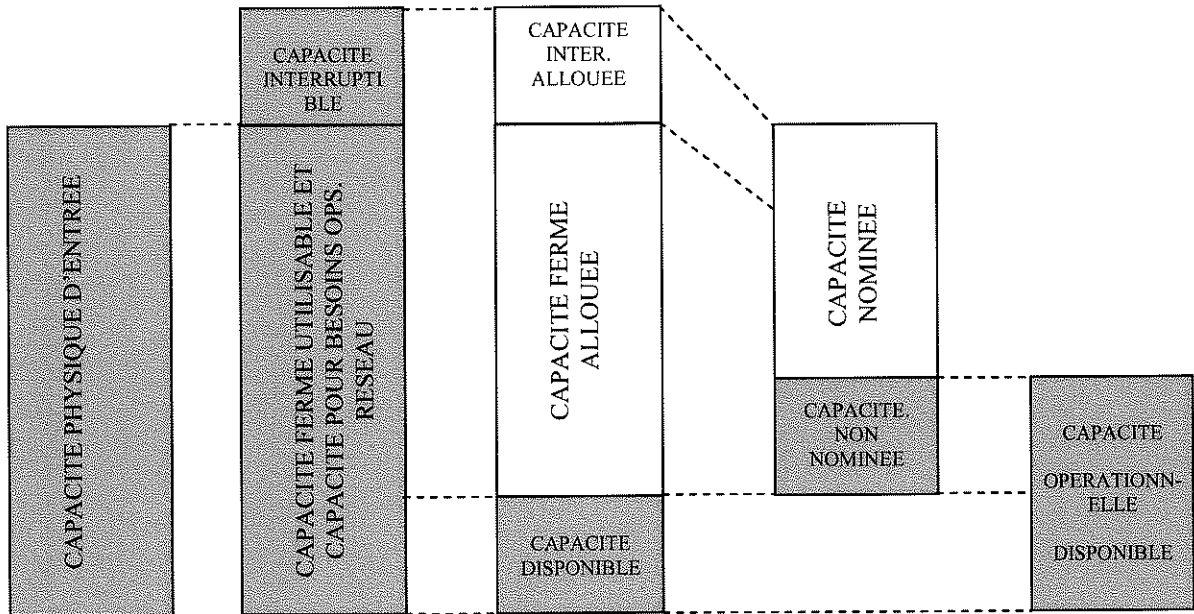 CAPACITE PHYSIQUE D'ENTREE
CAPACITE
INTERRUPTI
BLE
CAPACITE FERME UTILISABLE ET
CAPACITE POUR BESOINS OPS.
RESEAU
CAPACITE
INTER.
ALLOUEE
CAPACITE FERME
ALLOUEE
CAPACITE
DISPONIBLE
CAPACITE
NOMINEE
CAPACITE.
NON
NOMINEE
CAPACITE
OPERATIONN-
ELLE
DISPONIBLE